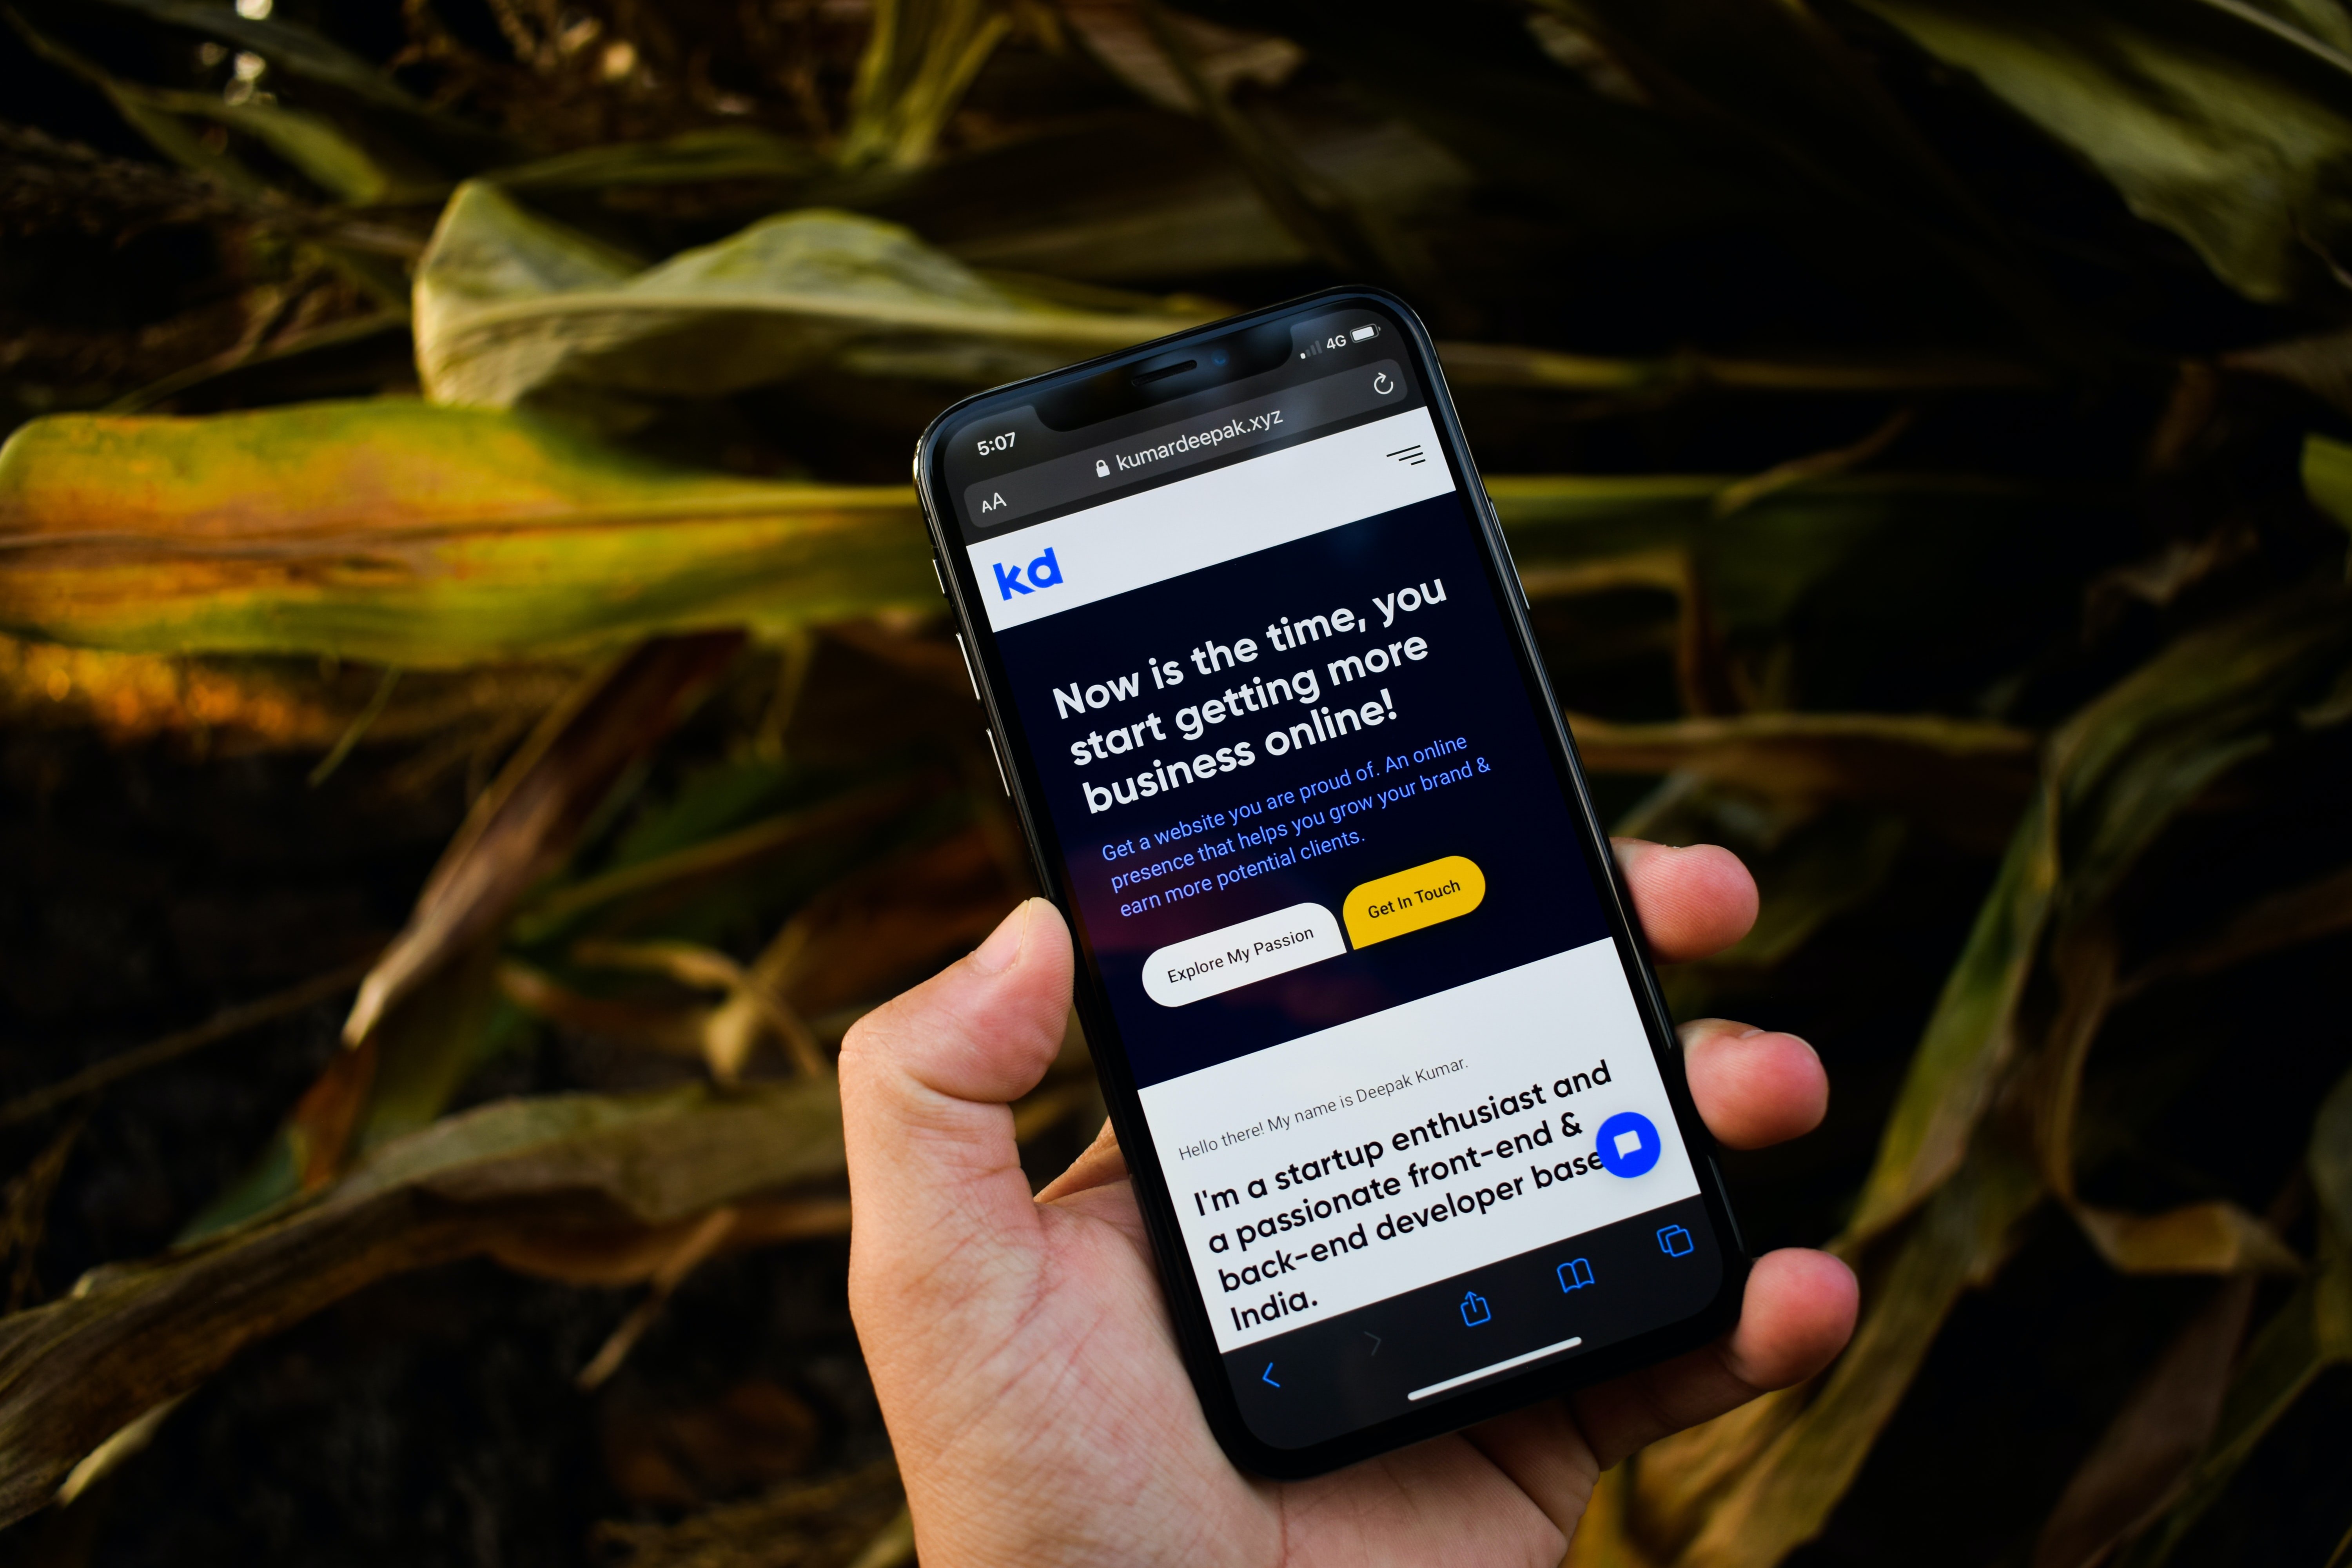 5:07
4G
AA
kumardeepak.xyz
kd
Now is the time, you
start getting more
business online!
Get a website you are proud of. An online
presence that helps you grow your brand &
earn more potential clients.
Explore My Passion
Get In Touch
Hello there! My name is Deepak Kumar.
I'm a startup enthusiast and
a passionate front-end &
back-end developer base
India.